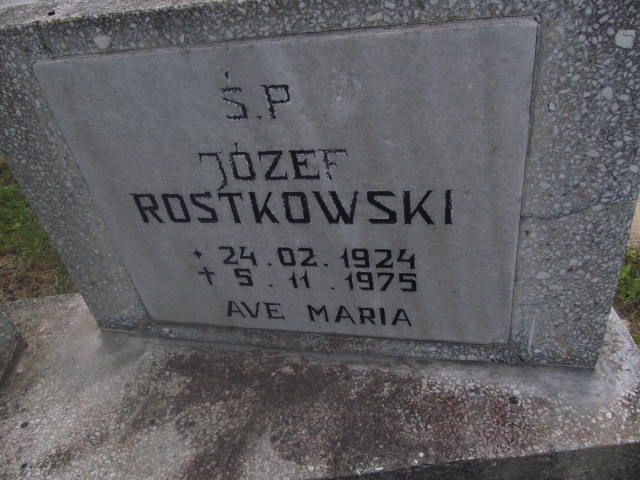 Ś.P
JÓZEF
ROSTKOWSKI
* 24.02.1924
† 5.11.1975
AVE MARIA